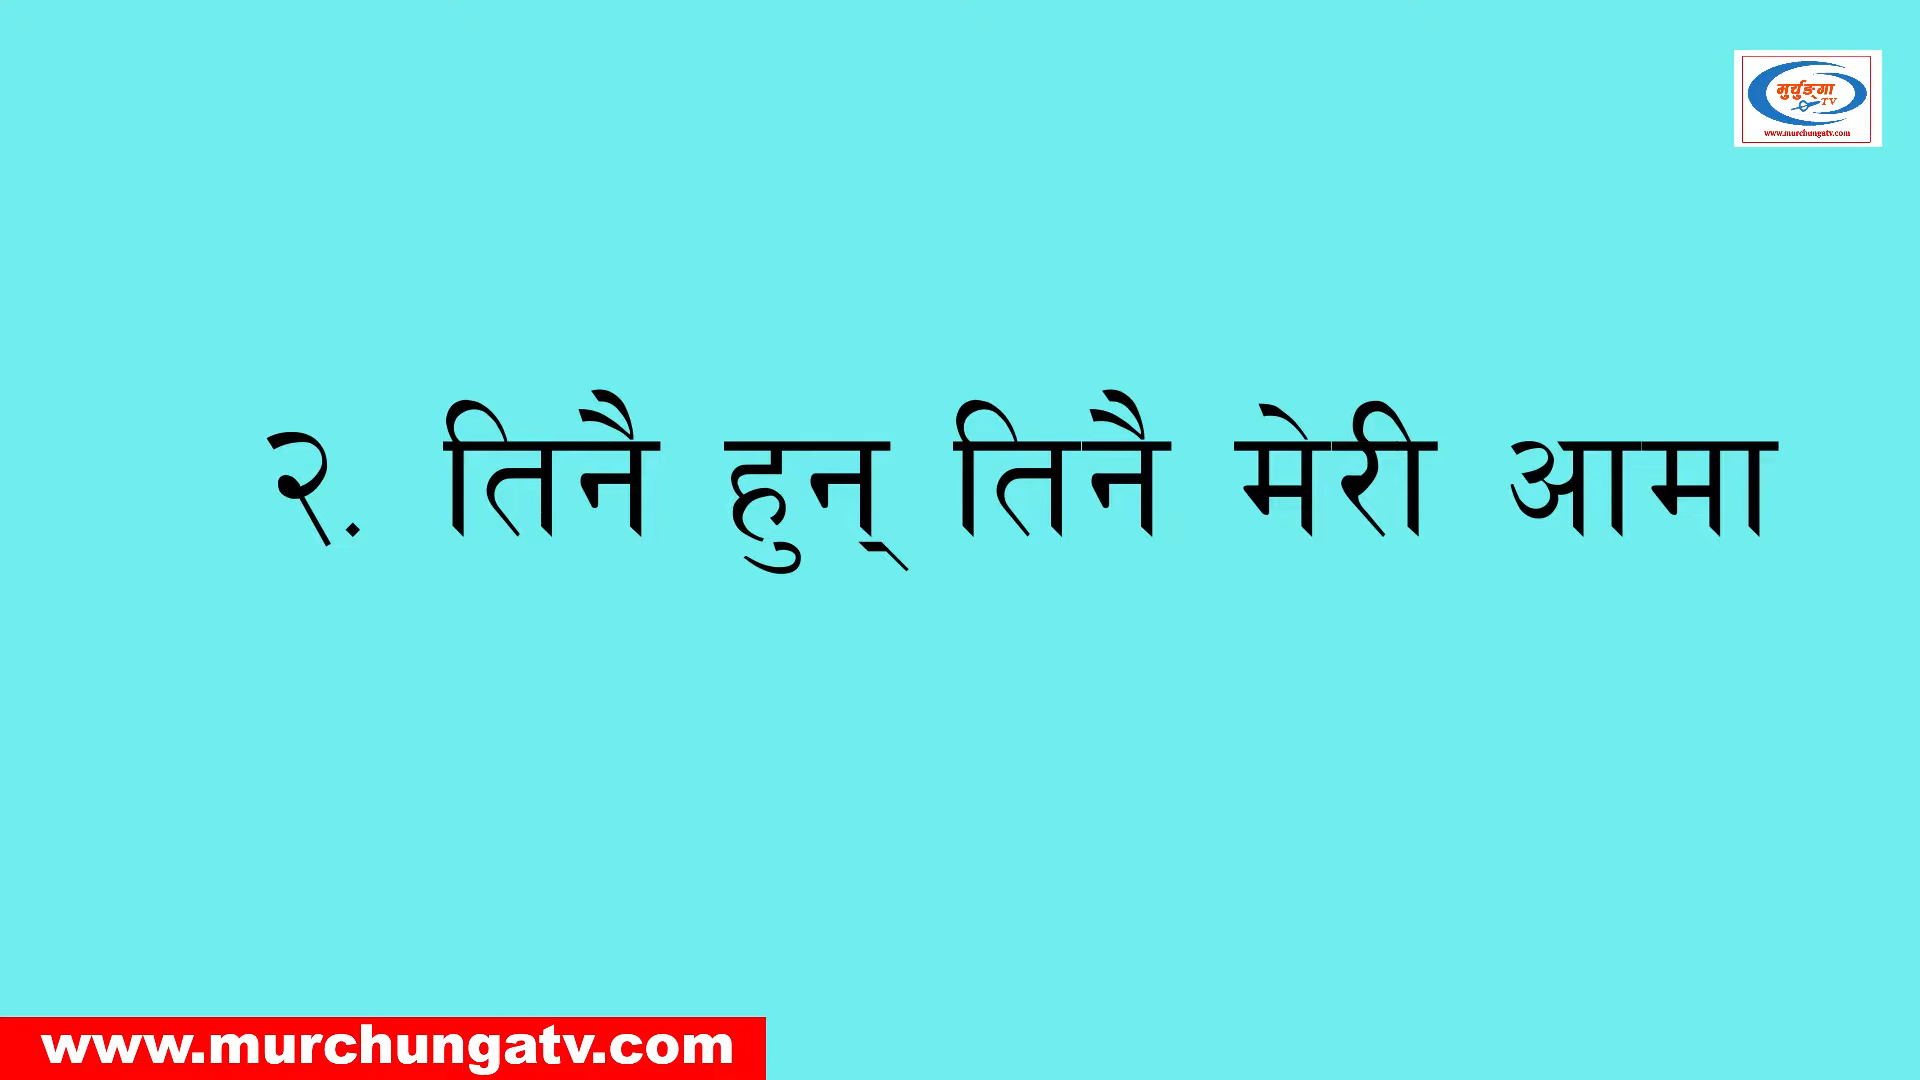 मुर्चुङ्गा
TV
www.murchungatv.com
२. तिनै हुन् तिनै मेरी आमा
www.murchungatv.com